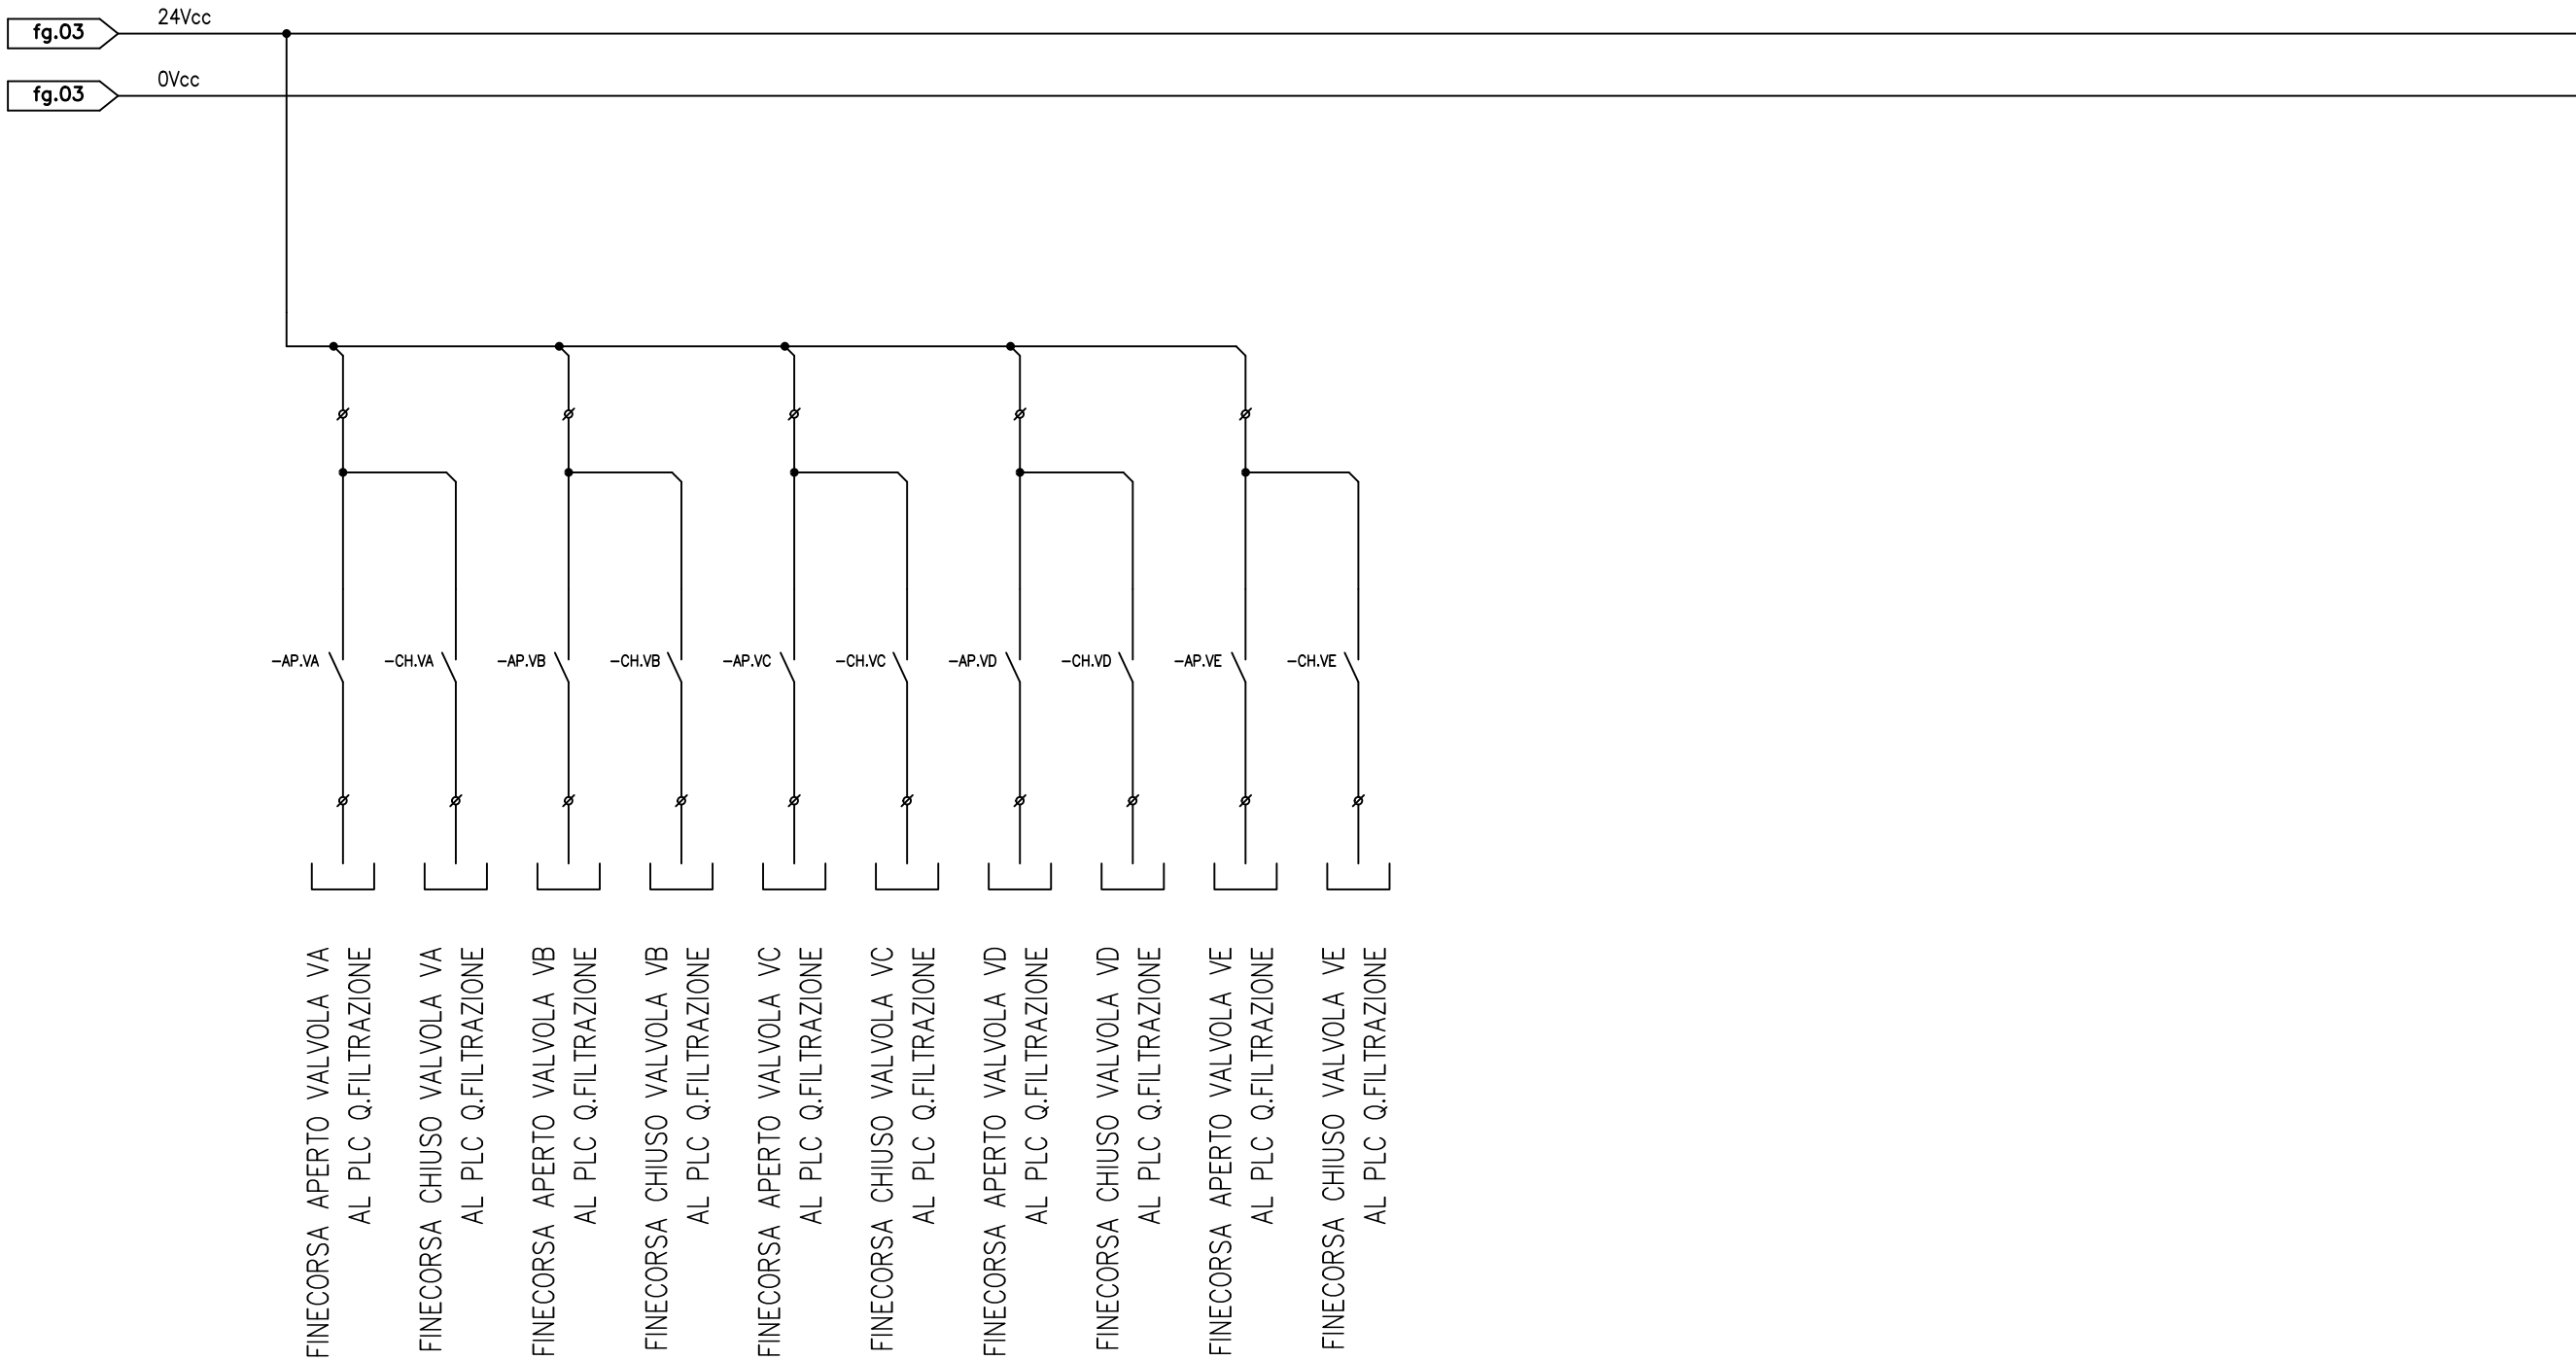 fg.03
24Vcc
fg.03
0Vcc
-AP.VA
-CH.VA
-AP.VB
-CH.VB
-AP.VC
-CH.VC
-AP.VD
-CH.VD
-AP.VE
-CH.VE
FINECORSA APERTO VALVOLA VA
AL PLC Q.FILTRAZIONE
FINECORSA CHIUSO VALVOLA VA
AL PLC Q.FILTRAZIONE
FINECORSA APERTO VALVOLA VB
AL PLC Q.FILTRAZIONE
FINECORSA CHIUSO VALVOLA VB
AL PLC Q.FILTRAZIONE
FINECORSA APERTO VALVOLA VC
AL PLC Q.FILTRAZIONE
FINECORSA CHIUSO VALVOLA VC
AL PLC Q.FILTRAZIONE
FINECORSA APERTO VALVOLA VD
AL PLC Q.FILTRAZIONE
FINECORSA CHIUSO VALVOLA VD
AL PLC Q.FILTRAZIONE
FINECORSA APERTO VALVOLA VE
AL PLC Q.FILTRAZIONE
FINECORSA CHIUSO VALVOLA VE
AL PLC Q.FILTRAZIONE